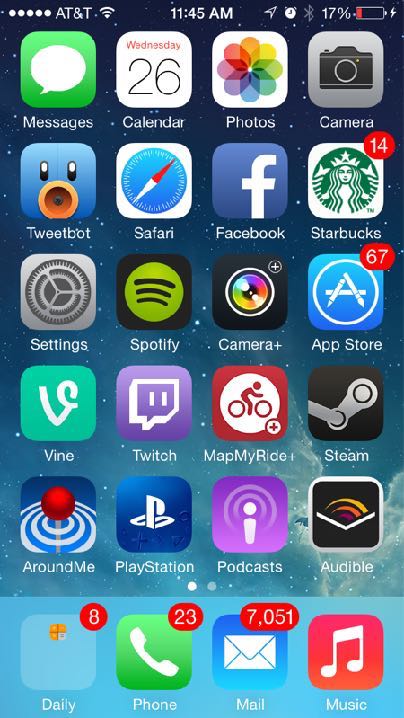 AT&T 11:45 AM 17%
Wednesday
26
Messages Calendar Photos Camera
14
Tweetbot Safari Facebook Starbucks
67
Settings Spotify Camera+ App Store
Vine Twitch MapMyRide+ Steam
AroundMe PlayStation Podcasts Audible
8 23 7,051
Daily Phone Mail Music